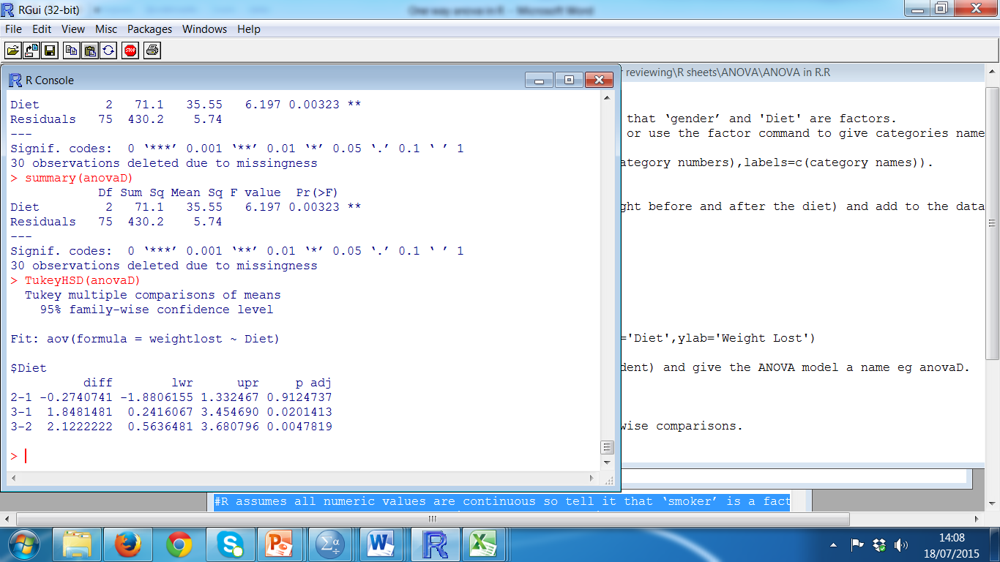 RGui (32-bit)
One way anova in R - Microsoft Word
File Edit View Misc Packages Windows Help
R Console
Diet 2 71.1 35.55 6.197 0.00323 **
Residuals 75 430.2 5.74
---
Signif. codes: 0 ‘***’ 0.001 ‘**’ 0.01 ‘*’ 0.05 ‘.’ 0.1 ‘ ’ 1
30 observations deleted due to missingness
> summary(anovaD)
Df Sum Sq Mean Sq F value Pr(>F)
Diet 2 71.1 35.55 6.197 0.00323 **
Residuals 75 430.2 5.74
---
Signif. codes: 0 ‘***’ 0.001 ‘**’ 0.01 ‘*’ 0.05 ‘.’ 0.1 ‘ ’ 1
30 observations deleted due to missingness
> TukeyHSD(anovaD)
Tukey multiple comparisons of means
95% family-wise confidence level
Fit: aov(formula = weightlost ~ Diet)
$Diet
diff lwr upr p adj
2-1 -0.2740741 -1.8806155 1.332467 0.9124737
3-1 1.8481481 0.2416067 3.454690 0.0201413
3-2 2.1222222 0.5636481 3.680796 0.0047819
>
r reviewing\R sheets\ANOVA\ANOVA in R.R
that ‘gender’ and 'Diet' are factors.
or use the factor command to give categories name
ategory numbers),labels=c(category names)).
ght before and after the diet) and add to the data
='Diet',ylab='Weight Lost')
dent) and give the ANOVA model a name eg anovaD.
wise comparisons.
#R assumes all numeric values are continuous so tell it that ‘smoker’ is a fact
14:08
18/07/2015